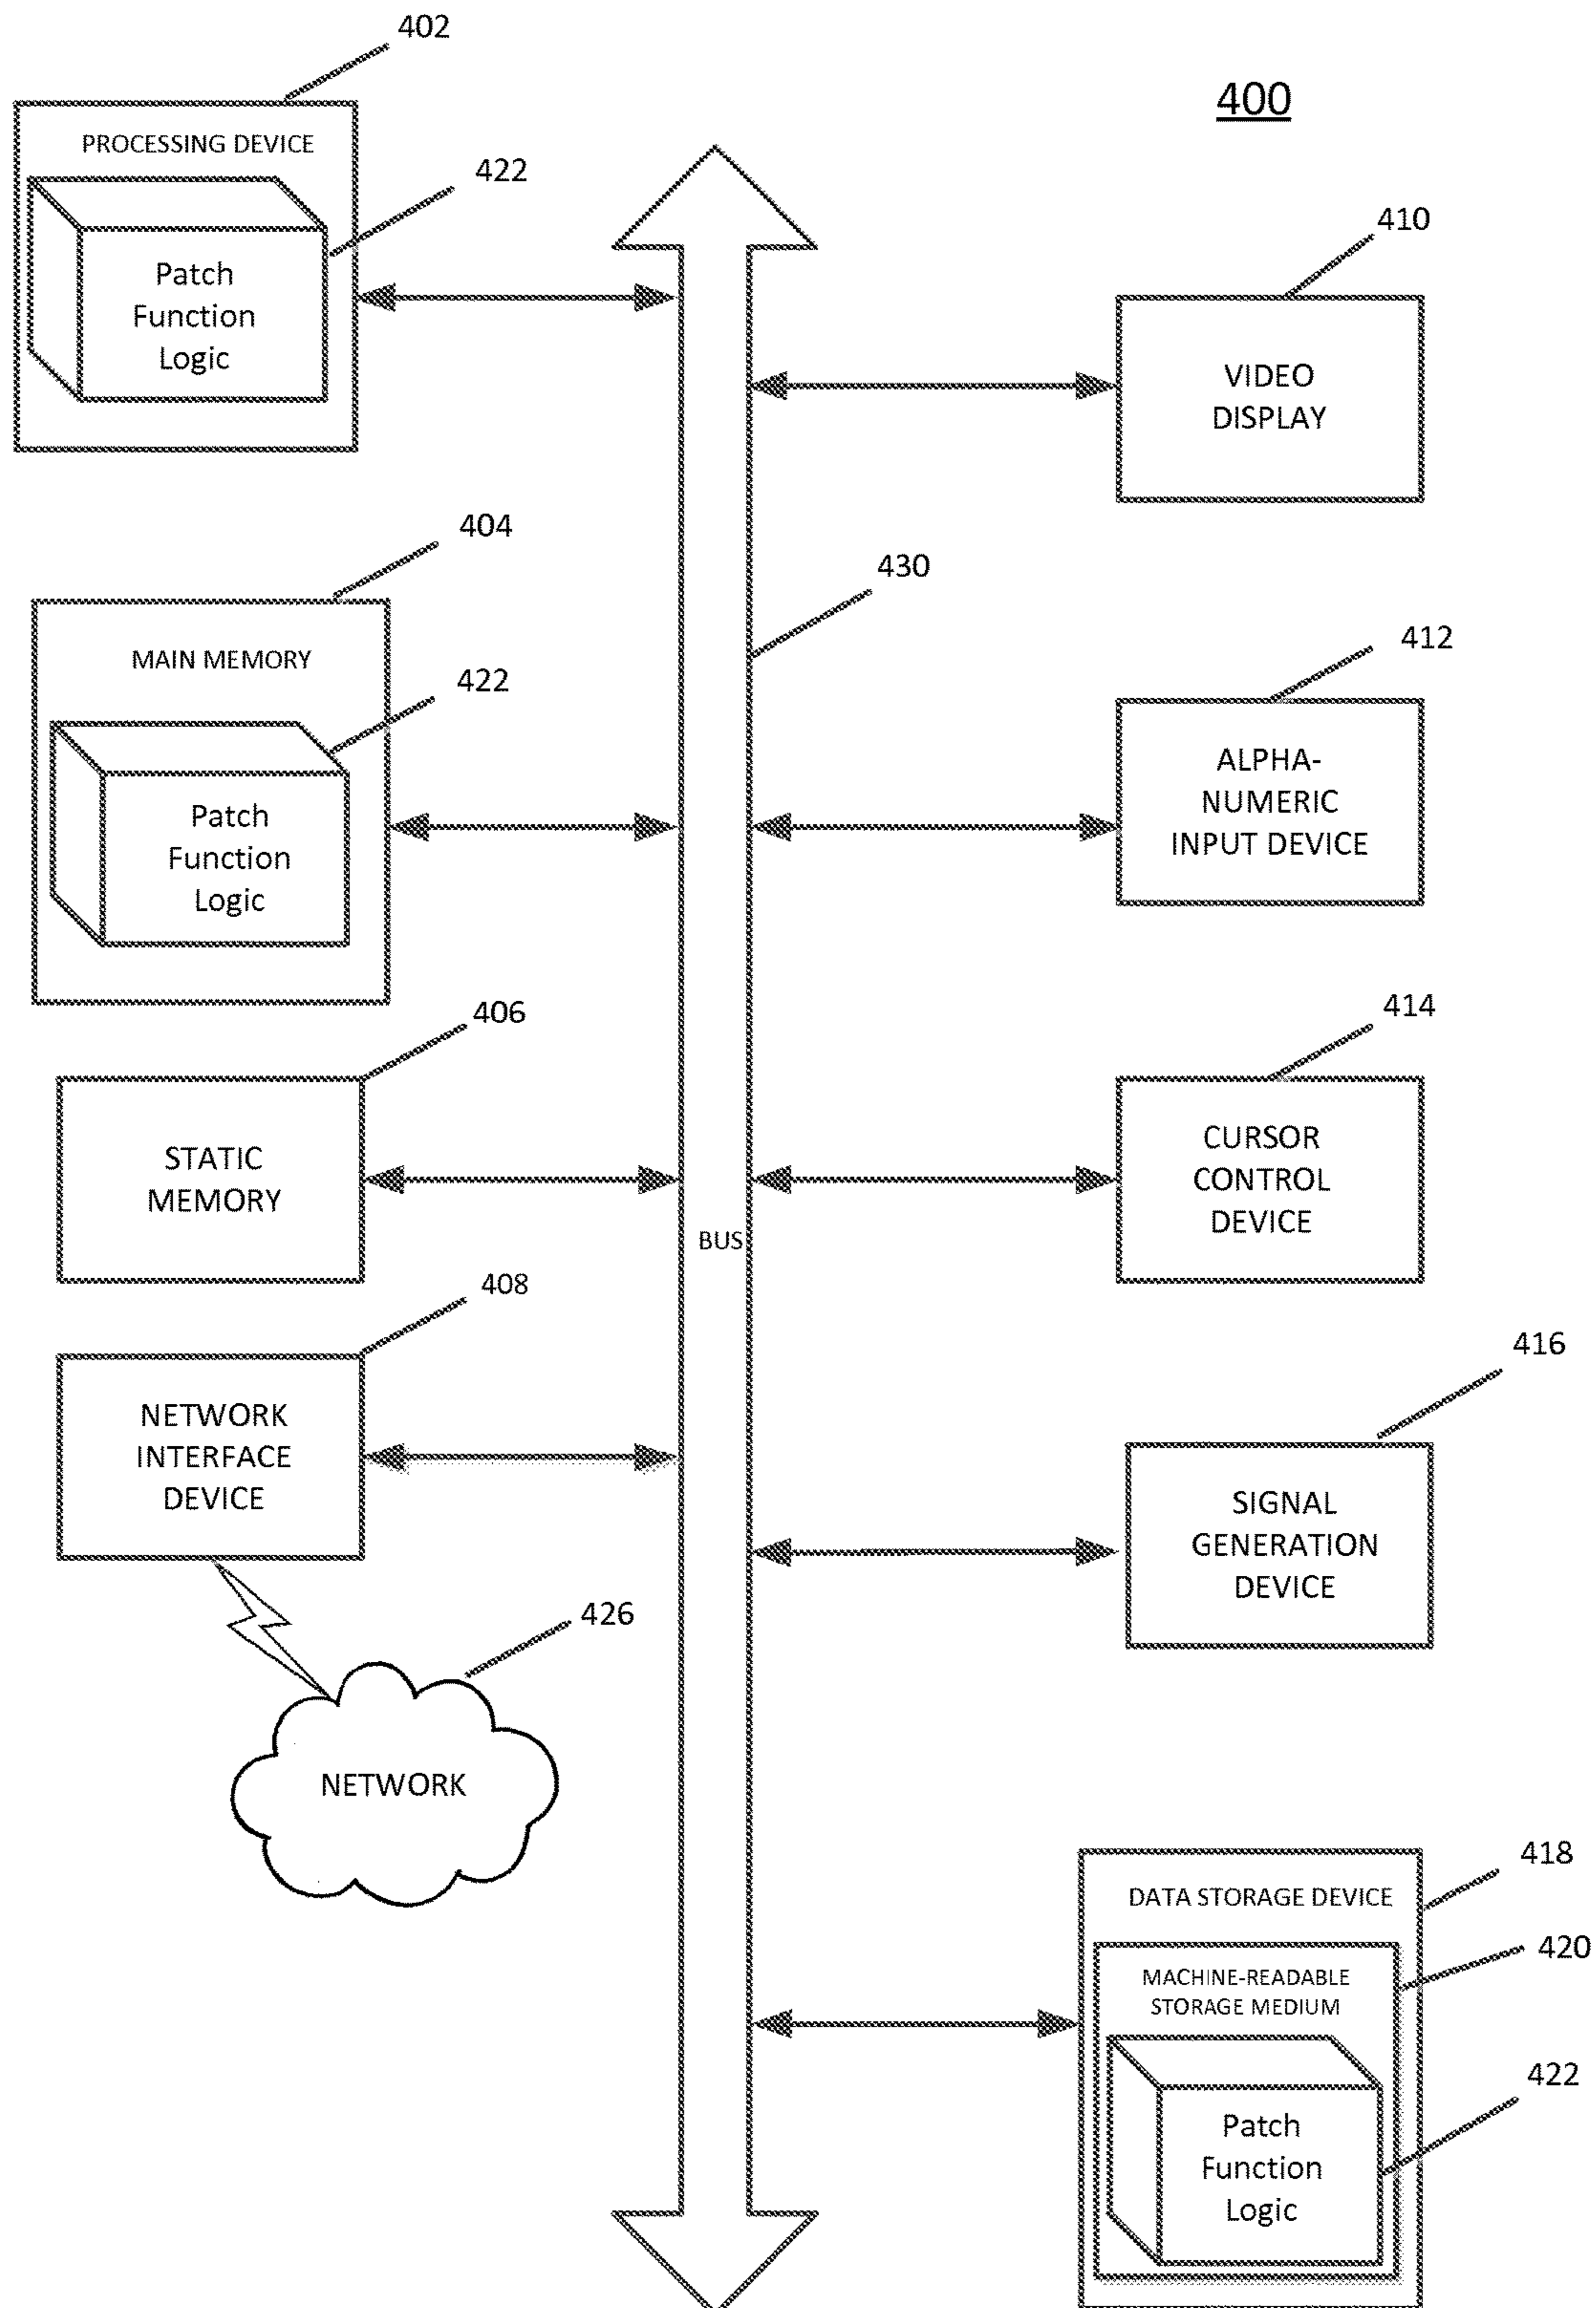 402
400
PROCESSING DEVICE
422
Patch
Function
Logic
410
VIDEO
DISPLAY
404
430
MAIN MEMORY
422
Patch
Function
Logic
412
ALPHA-
NUMERIC
INPUT DEVICE
406
STATIC
MEMORY
414
CURSOR
CONTROL
DEVICE
BUS
408
NETWORK
INTERFACE
DEVICE
416
SIGNAL
GENERATION
DEVICE
426
NETWORK
418
DATA STORAGE DEVICE
420
MACHINE-READABLE
STORAGE MEDIUM
422
Patch
Function
Logic